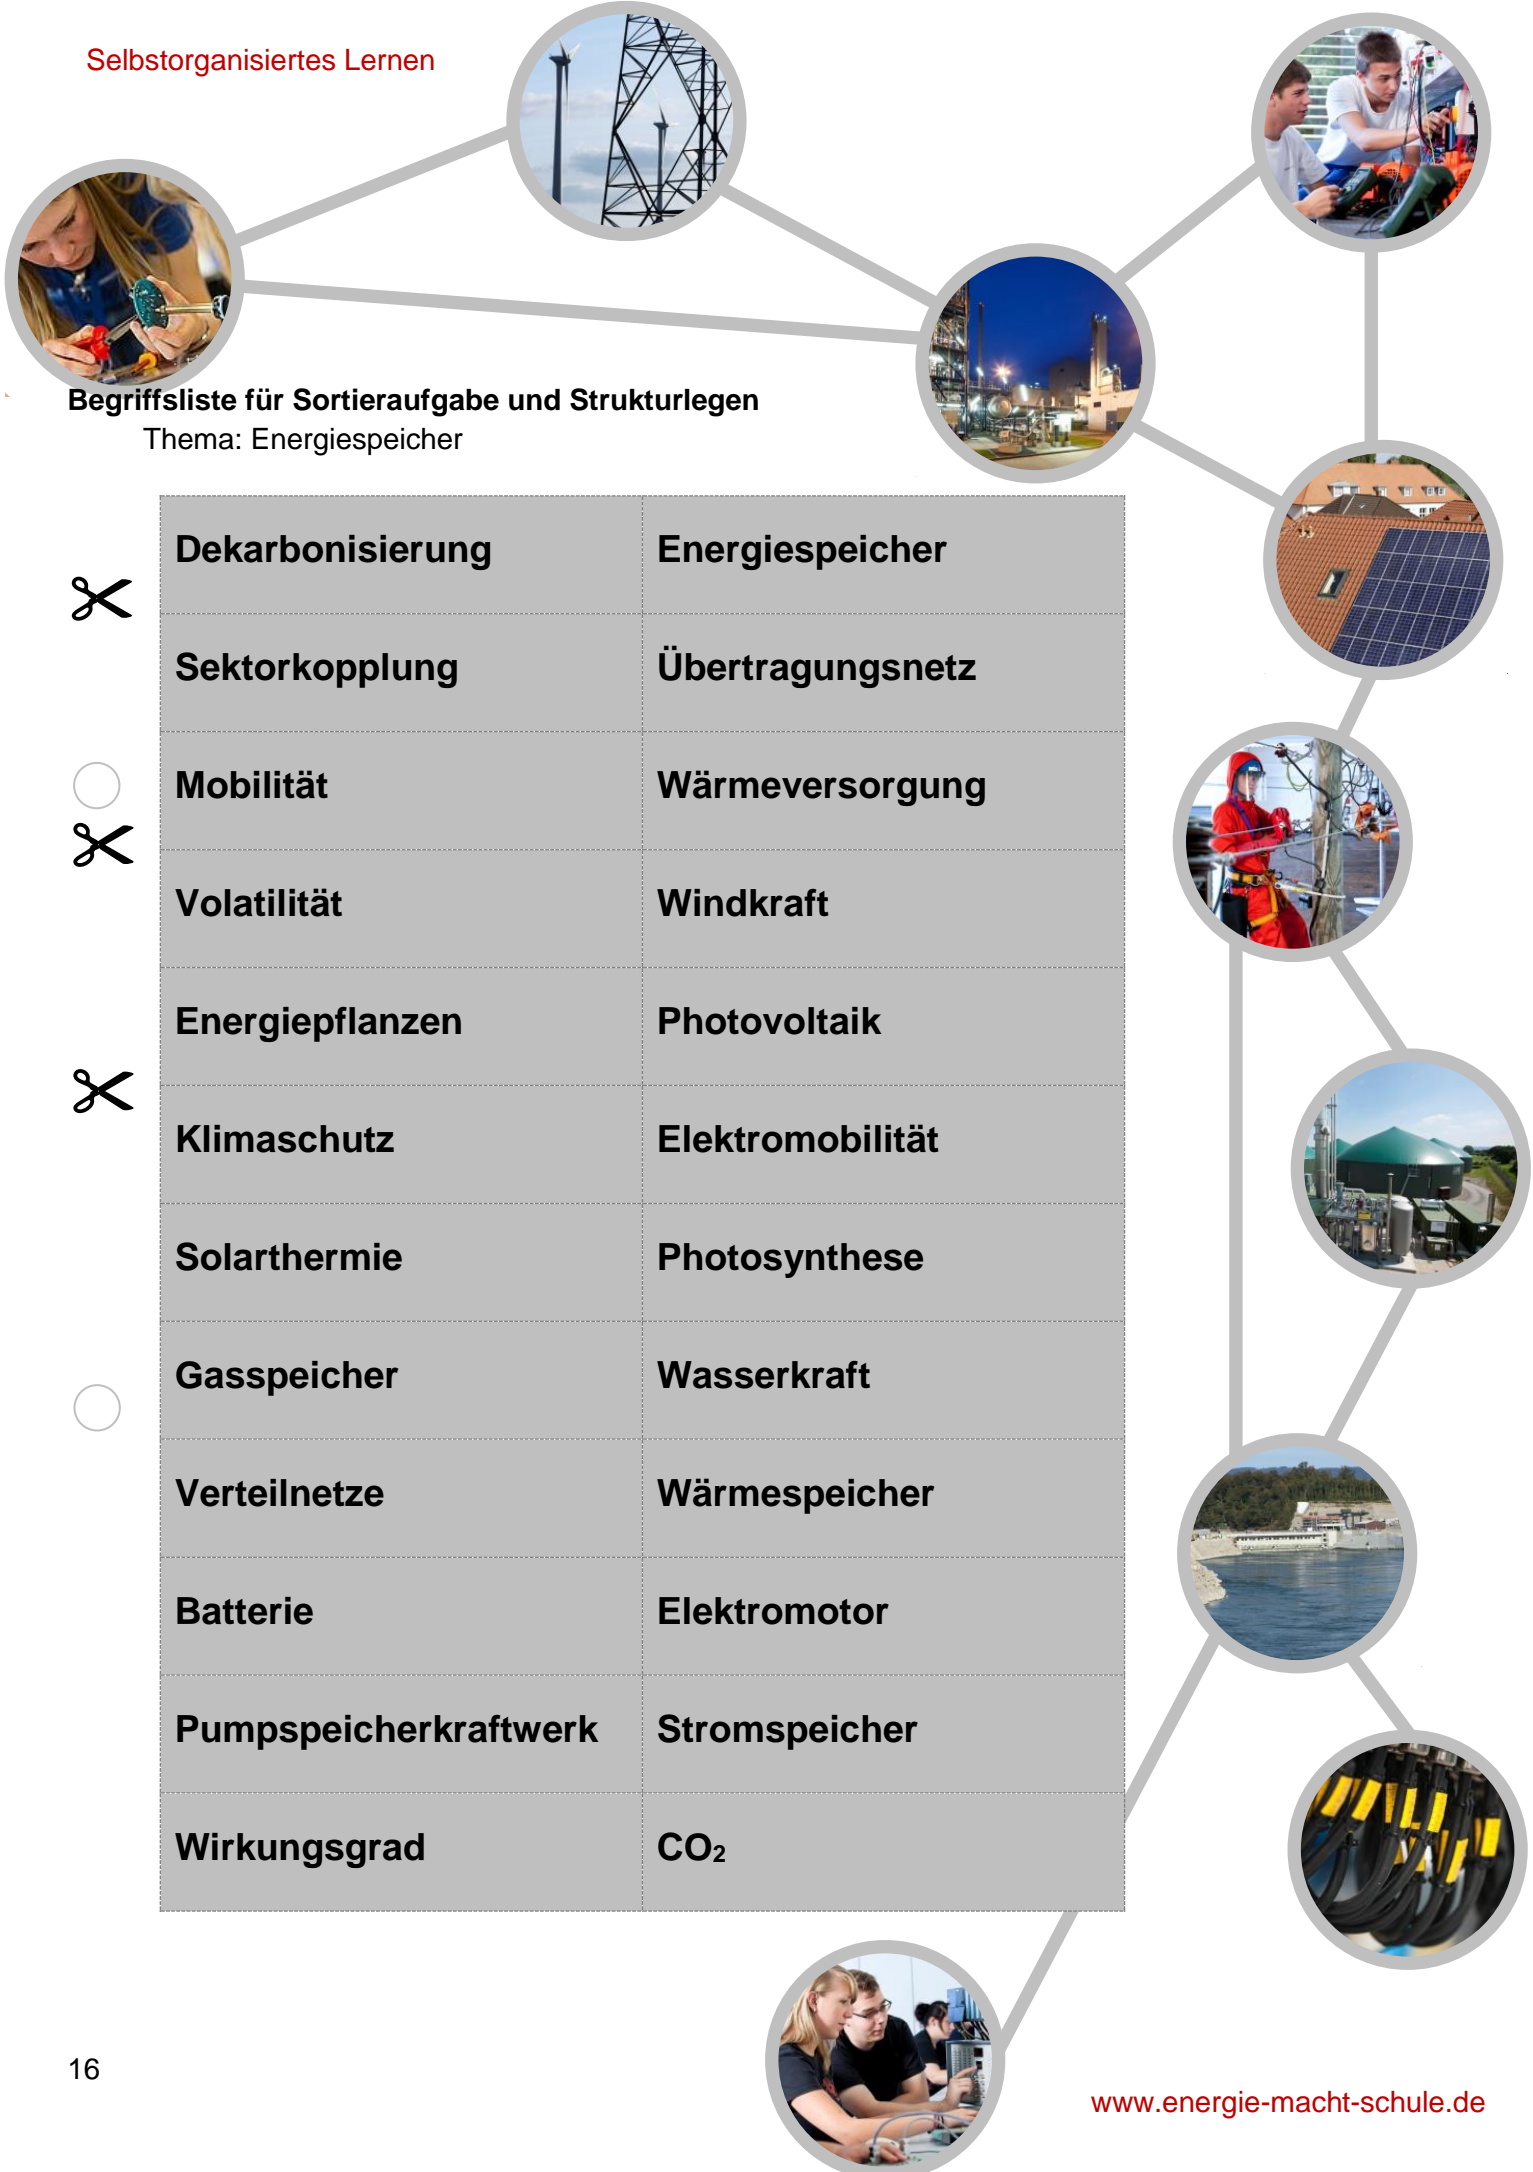 Selbstorganisiertes Lernen
Begriffsliste für Sortieraufgabe und Strukturlegen
Thema: Energiespeicher
Dekarbonisierung Energiespeicher
Sektorkopplung Übertragungsnetz
Mobilität Wärmeversorgung
Volatilität Windkraft
Energiepflanzen Photovoltaik
Klimaschutz Elektromobilität
Solarthermie Photosynthese
Gasspeicher Wasserkraft
Verteilnetze Wärmespeicher
Batterie Elektromotor
Pumpspeicherkraftwerk Stromspeicher
Wirkungsgrad CO₂
16
www.energie-macht-schule.de